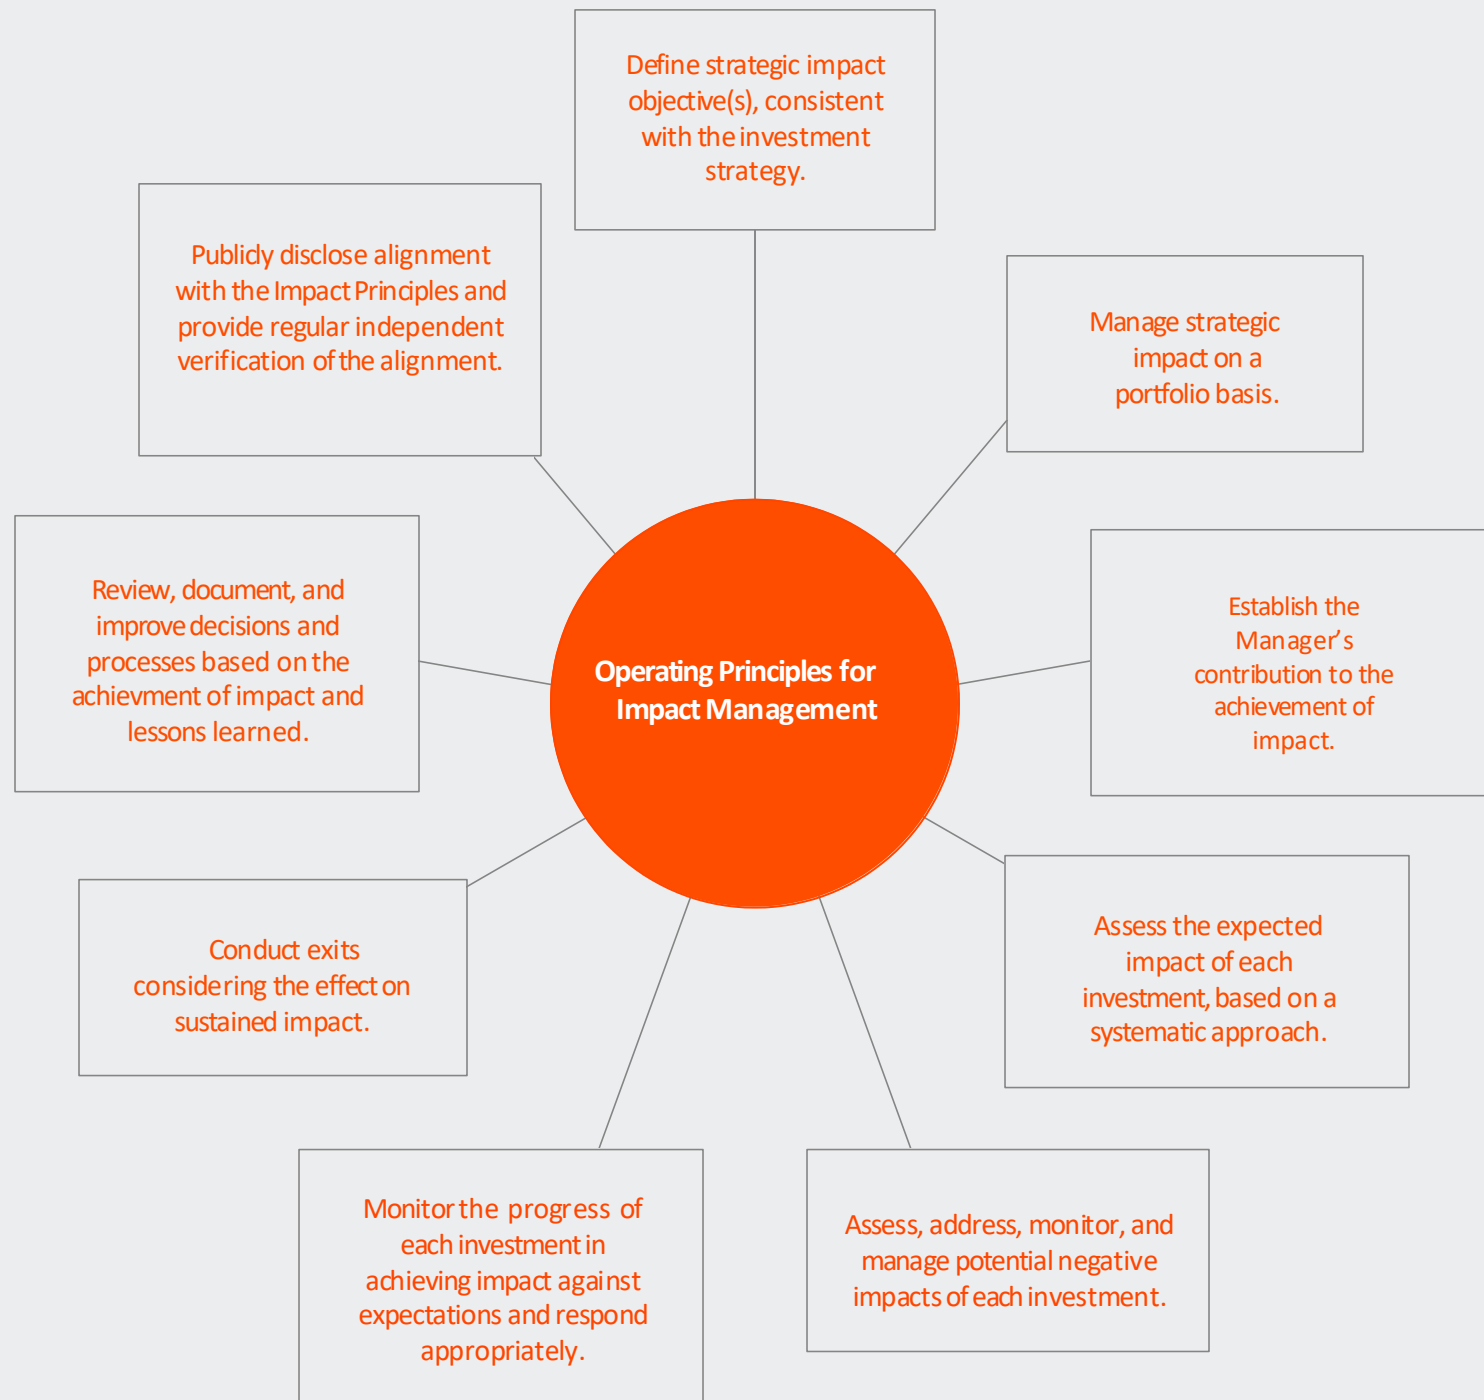 Define strategic impact
objective(s), consistent
with the investment
strategy.
Manage strategic
impact on a
portfolio basis.
Establish the
Manager’s
contribution to the
achievement of
impact.
Assess the expected
impact of each
investment, based on a
systematic approach.
Assess, address, monitor, and
manage potential negative
impacts of each investment.
Monitor the progress of
each investment in
achieving impact against
expectations and respond
appropriately.
Conduct exits
considering the effect on
sustained impact.
Review, document, and
improve decisions and
processes based on the
achievment of impact and
lessons learned.
Publicly disclose alignment
with the Impact Principles and
provide regular independent
verification of the alignment.
Operating Principles for
Impact Management